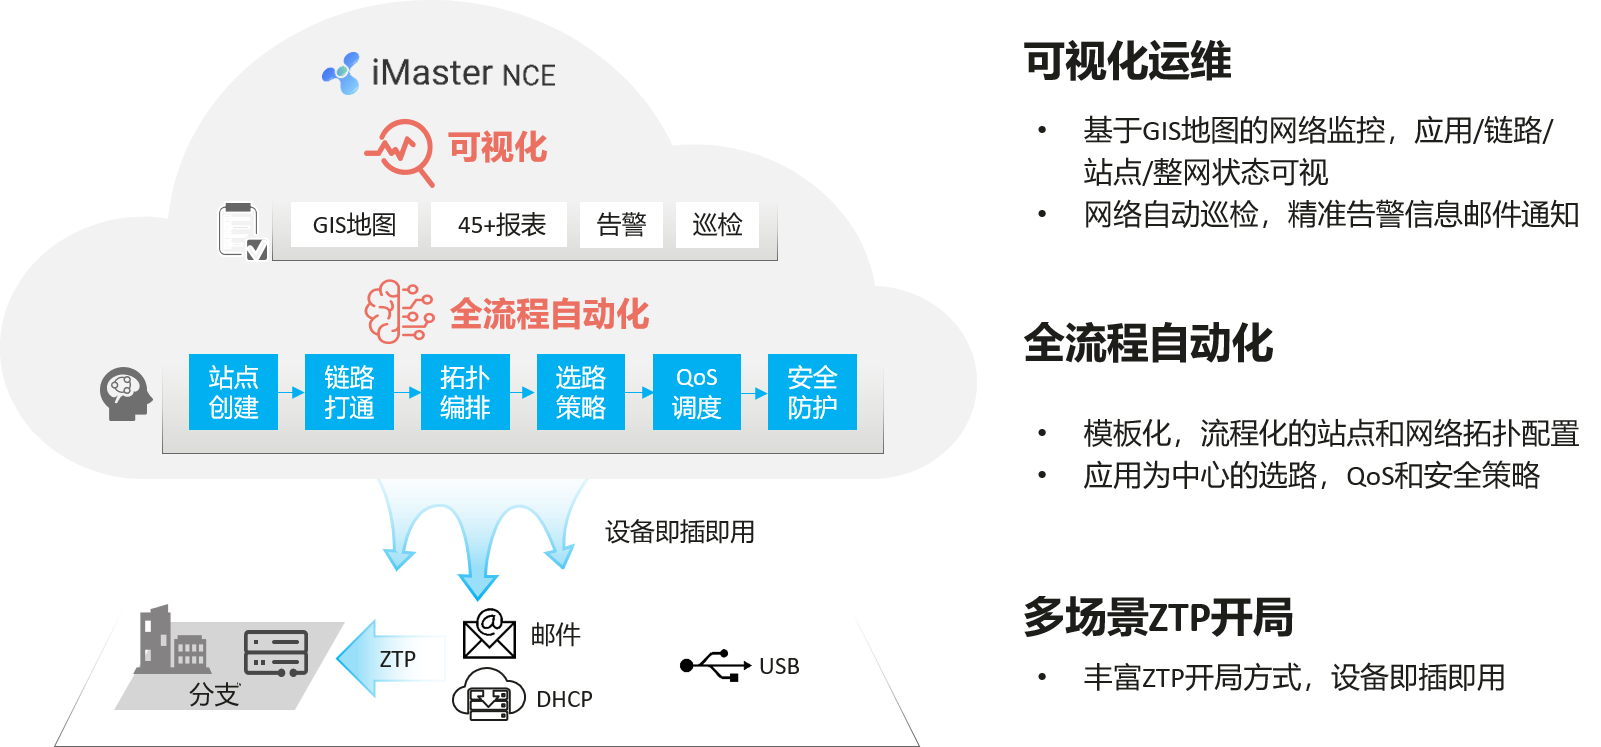 iMaster NCE
可视化
GIS地图
45+报表
告警
巡检
全流程自动化
站点
创建
链路
打通
拓扑
编排
选路
策略
QoS
调度
安全
防护
设备即插即用
分支
ZTP
邮件
DHCP
USB
可视化运维
• 基于GIS地图的网络监控，应用/链路/
站点/整网状态可视
• 网络自动巡检，精准告警信息邮件通知
全流程自动化
• 模板化，流程化的站点和网络拓扑配置
• 应用为中心的选路，QoS和安全策略
多场景ZTP开局
• 丰富ZTP开局方式，设备即插即用